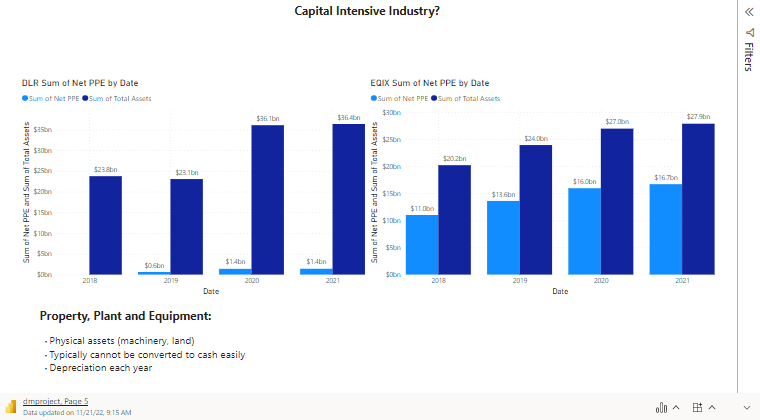 Capital Intensive Industry?
DLR Sum of Net PPE by Date
Sum of Net PPE Sum of Total Assets
Sum of Net PPE and Sum of Total Assets
$35bn
$30bn
$25bn
$20bn
$15bn
$10bn
$5bn
$0bn
$23.8bn
$0.6bn
$23.1bn
$1.4bn
$36.1bn
$1.4bn
$36.4bn
2018 2019 2020 2021
Date
EQIX Sum of Net PPE by Date
Sum of Net PPE Sum of Total Assets
Sum of Net PPE and Sum of Total Assets
$30bn
$25bn
$20bn
$15bn
$10bn
$5bn
$0bn
$11.0bn
$20.2bn
$13.6bn
$24.0bn
$16.0bn
$27.0bn
$16.7bn
$27.9bn
2018 2019 2020 2021
Date
Filters
Property, Plant and Equipment:
- Physical assets (machinery, land)
- Typically cannot be converted to cash easily
- Depreciation each year
dmproject, Page 5
Data updated on 11/21/22, 9:15 AM